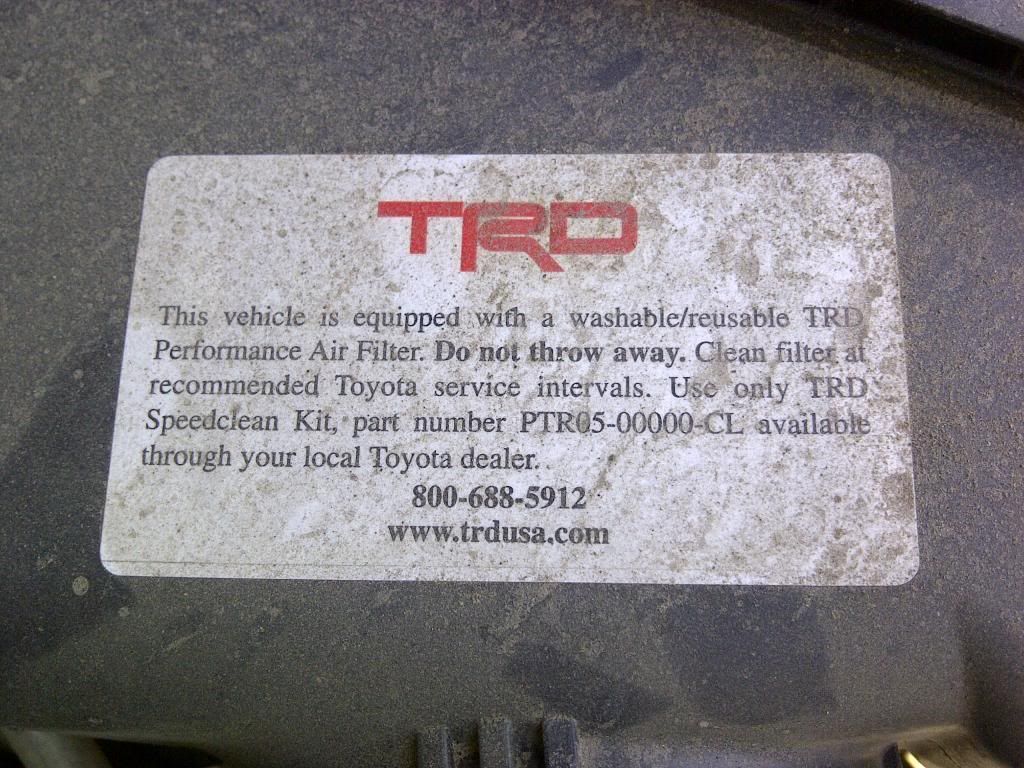 TRD
This vehicle is equipped with a washable/reusable TRD
Performance Air Filter. Do not throw away. Clean filter at
recommended Toyota service intervals. Use only TRD
Speedclean Kit, part number PTR05-00000-CL available
through your local Toyota dealer.
800-688-5912
www.trdusa.com